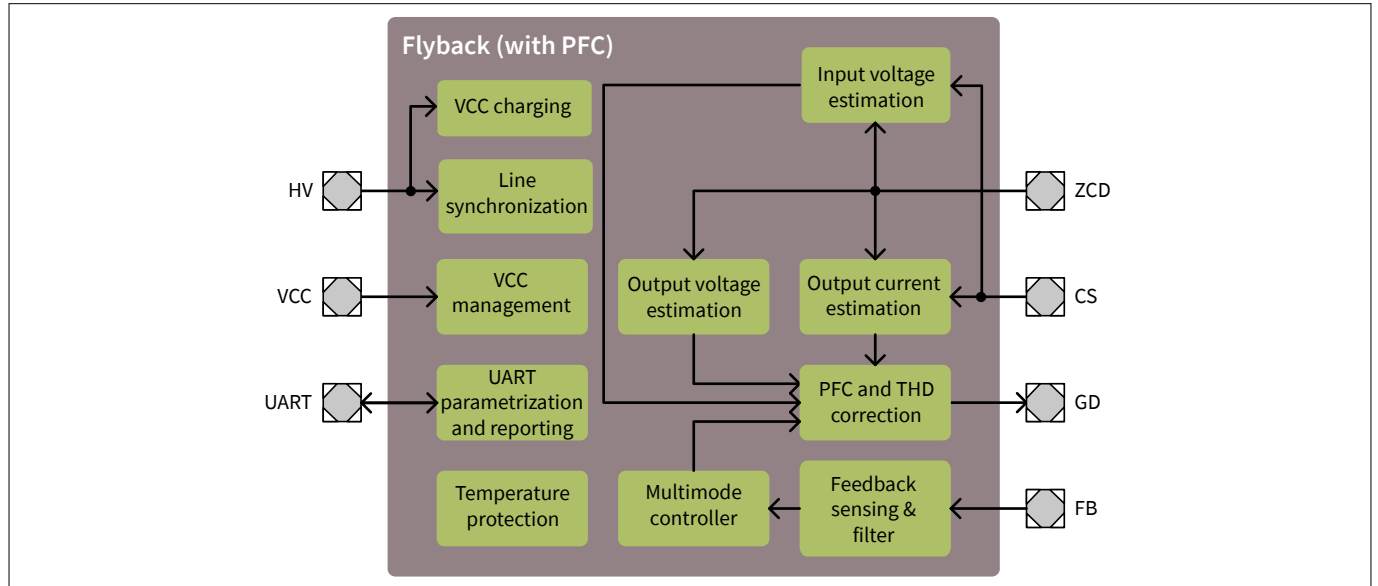 Flyback (with PFC)
Input voltage
estimation
VCC charging
HV
Line
synchronization
ZCD
VCC
VCC
management
Output voltage
estimation
Output current
estimation
CS
UART
UART
parametrization
and reporting
PFC and THD
correction
GD
Temperature
protection
Multimode
controller
Feedback
sensing &
filter
FB